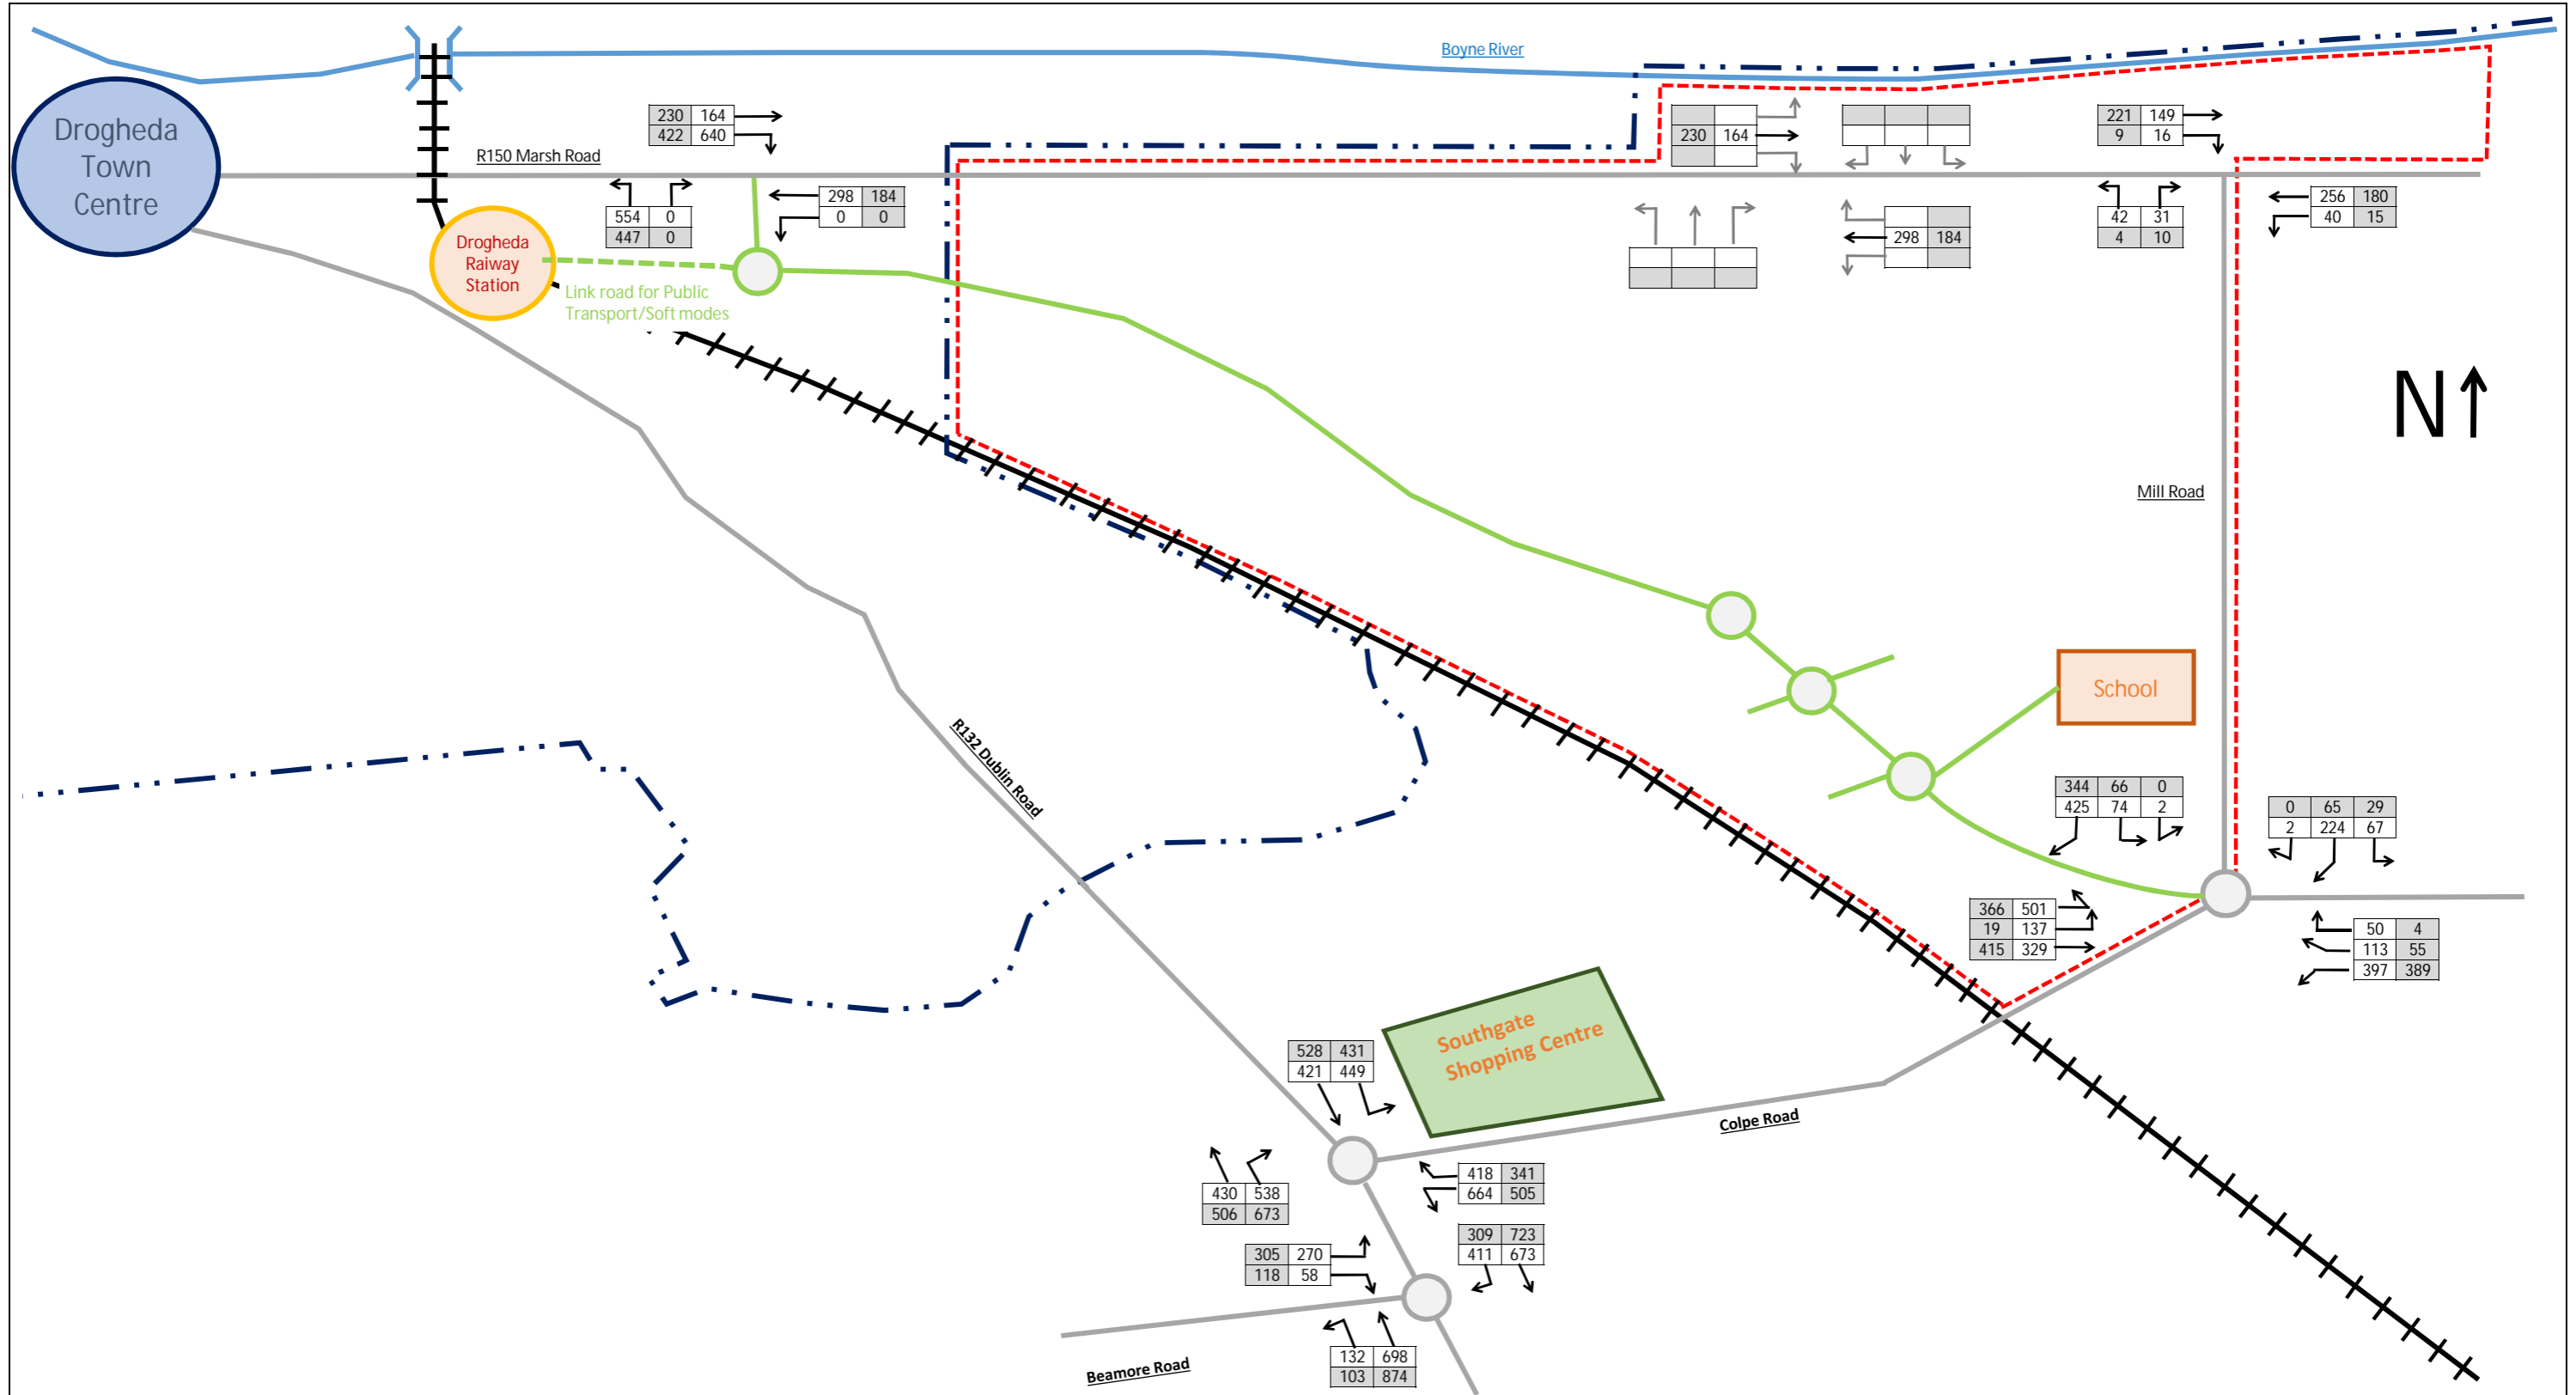 Boyne River
Drogheda
Town
Centre
230 164
422 640
R150 Marsh Road
230 164
221 149
9 16
554 0
447 0
298 184
0 0
298 184
42 31
4 10
256 180
40 15
Drogheda
Raiway
Station
Link road for Public
Transport/Soft modes
N
Mill Road
School
R132 Dublin Road
344 66 0
425 74 2
0 65 29
2 224 67
366 501
19 137
415 329
50 4
113 55
397 389
Southgate
Shopping Centre
528 431
421 449
Colpe Road
430 538
506 673
418 341
664 505
309 723
411 673
305 270
118 58
132 698
103 874
Beamore Road